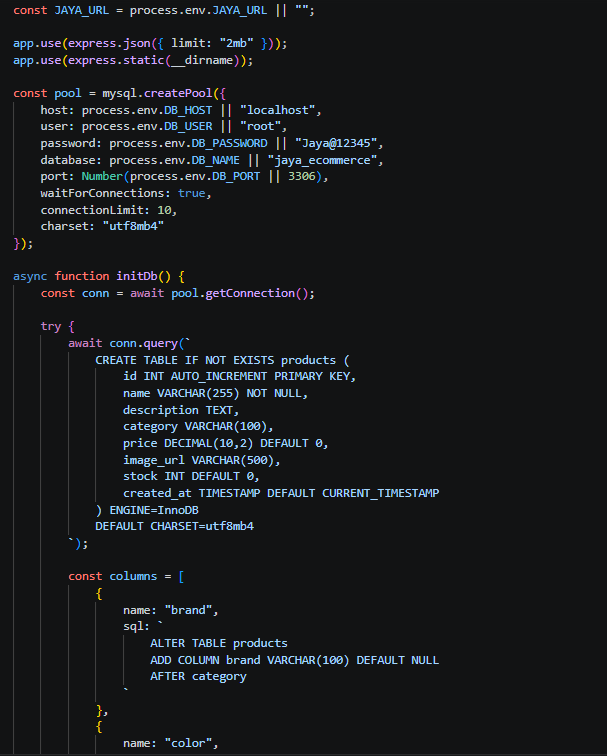 const JAYA_URL = process.env.JAYA_URL || "";
app.use(express.json({ limit: "2mb" }));
app.use(express.static(__dirname));
const pool = mysql.createPool({
    host: process.env.DB_HOST || "localhost",
    user: process.env.DB_USER || "root",
    password: process.env.DB_PASSWORD || "Jaya@12345",
    database: process.env.DB_NAME || "jaya_ecommerce",
    port: Number(process.env.DB_PORT || 3306),
    waitForConnections: true,
    connectionLimit: 10,
    charset: "utf8mb4"
});
async function initDb() {
    const conn = await pool.getConnection();
    try {
        await conn.query(`
            CREATE TABLE IF NOT EXISTS products (
                id INT AUTO_INCREMENT PRIMARY KEY,
                name VARCHAR(255) NOT NULL,
                description TEXT,
                category VARCHAR(100),
                price DECIMAL(10,2) DEFAULT 0,
                image_url VARCHAR(500),
                stock INT DEFAULT 0,
                created_at TIMESTAMP DEFAULT CURRENT_TIMESTAMP
            ) ENGINE=InnoDB
            DEFAULT CHARSET=utf8mb4
        `);
        const columns = [
            {
                name: "brand",
                sql: `
                    ALTER TABLE products
                    ADD COLUMN brand VARCHAR(100) DEFAULT NULL
                    AFTER category
                `
            },
            {
                name: "color",